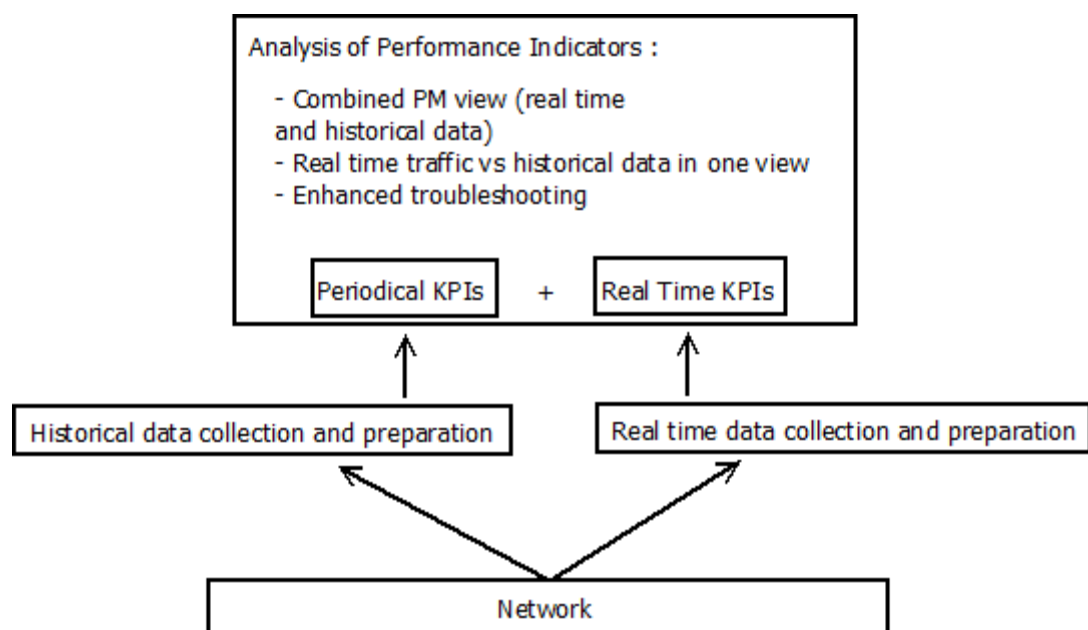 Analysis of Performance Indicators :
- Combined PM view (real time
and historical data)
- Real time traffic vs historical data in one view
- Enhanced troubleshooting
Periodical KPIs + Real Time KPIs
Historical data collection and preparation
Real time data collection and preparation
Network